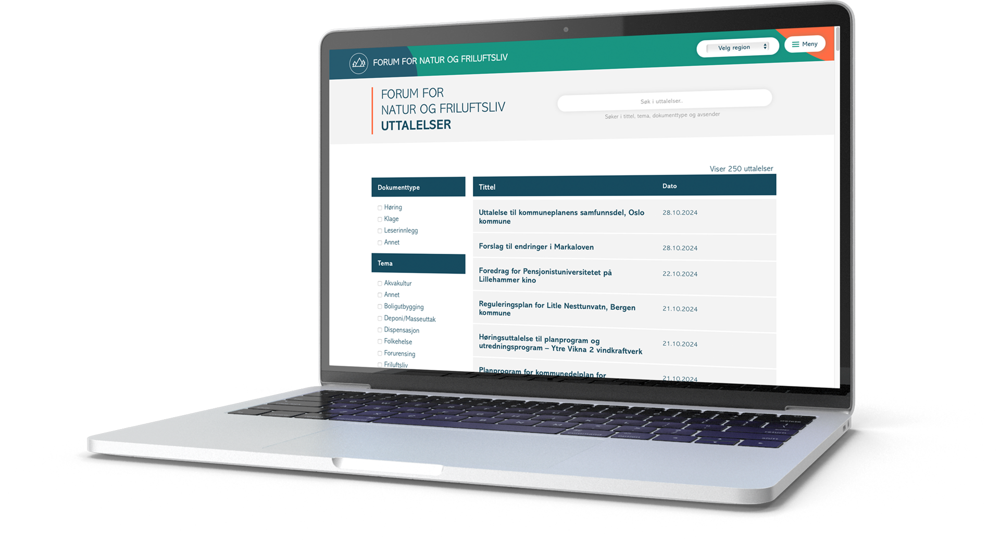 FORUM FOR NATUR OG FRILUFTSLIV
Velg region
Meny
FORUM FOR
NATUR OG FRILUFTSLIV
UTTALELSER
Søk i uttalelser..
Søker i tittel, tema, dokumenttype og avsender
Viser 250 uttalelser
Dokumenttype
Høring
Klage
Leserinnlegg
Annet
Tema
Akvakultur
Annet
Boligutbygging
Deponi/Masseuttak
Dispensasjon
Folkehelse
Forurensing
Friluftsliv
Tittel
Dato
Uttalelse til kommuneplanens samfunnsdel, Oslo
kommune
28.10.2024
Forslag til endringer i Markaloven
28.10.2024
Foredrag for Pensjonistuniversitetet på
Lillehammer kino
22.10.2024
Reguleringsplan for Litle Nesttunvatn, Bergen
kommune
21.10.2024
Høringsuttalelse til planprogram og
utredningsprogram – Ytre Vikna 2 vindkraftverk
21.10.2024
Planprogram for kommunedelplan for
21.10.2024